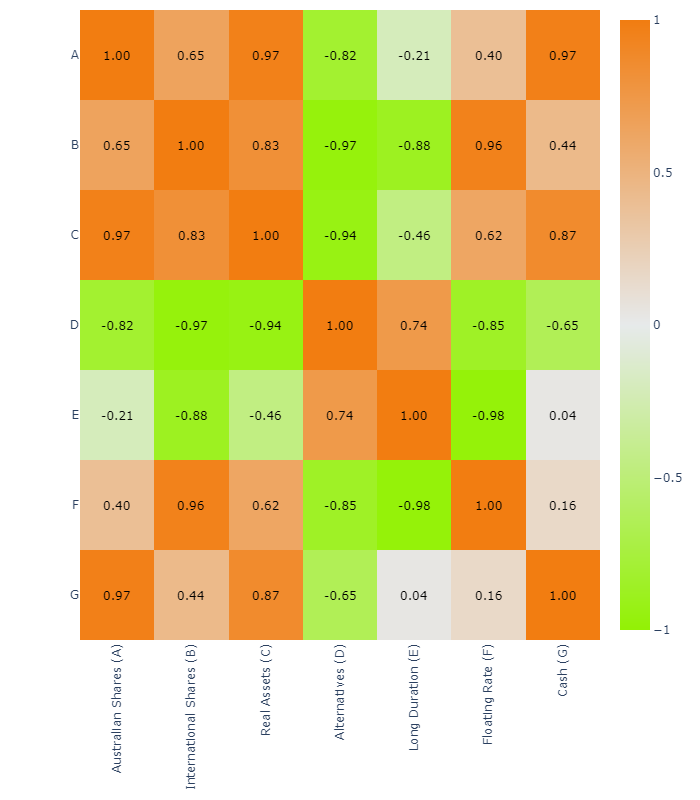 A 1.00 0.65 0.97 -0.82 -0.21 0.40 0.97
B 0.65 1.00 0.83 -0.97 -0.88 0.96 0.44
C 0.97 0.83 1.00 -0.94 -0.46 0.62 0.87
D -0.82 -0.97 -0.94 1.00 0.74 -0.85 -0.65
E -0.21 -0.88 -0.46 0.74 1.00 -0.98 0.04
F 0.40 0.96 0.62 -0.85 -0.98 1.00 0.16
G 0.97 0.44 0.87 -0.65 0.04 0.16 1.00
Australian Shares (A)
International Shares (B)
Real Assets (C)
Alternatives (D)
Long Duration (E)
Floating Rate (F)
Cash (G)
1
0.5
0
−0.5
−1